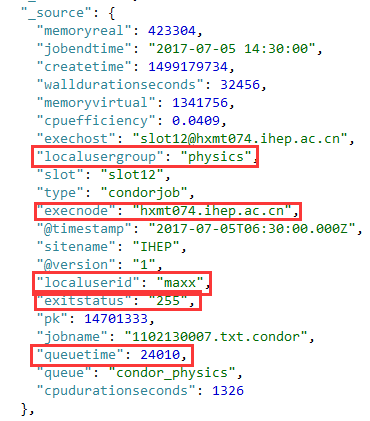 "_source": {
"memoryreal": 423304,
"jobendtime": "2017-07-05 14:30:00",
"createtime": 1499179734,
"walldurationseconds": 32456,
"memoryvirtual": 1341756,
"cpuefficiency": 0.0409,
"exechost": "slot12@hxmt074.ihep.ac.cn",
"localusergroup": "physics",
"slot": "slot12",
"type": "condorjob",
"execnode": "hxmt074.ihep.ac.cn",
"@timestamp": "2017-07-05T06:30:00.000Z",
"sitename": "IHEP",
"@version": "1",
"localuserid": "maxx",
"exitstatus": "255",
"pk": 14701333,
"jobname": "1102130007.txt.condor",
"queuetime": 24010,
"queue": "condor_physics",
"cpudurationseconds": 1326
},